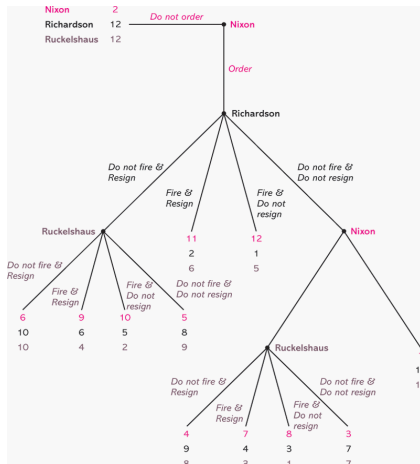 Nixon 2
Richardson 12
Ruckelshaus 12
Do not order
Nixon
Order
Richardson
Do not fire &
Resign
Fire &
Resign
Fire &
Do not
resign
Do not fire &
Do not resign
Ruckelshaus
11
2
6
12
1
5
Nixon
Do not fire &
Resign
Fire &
Resign
Fire &
Do not
resign
Do not fire &
Do not resign
6
10
10
9
6
4
10
5
2
5
8
9
Ruckelshaus
Do not fire &
Resign
Fire &
Resign
Fire &
Do not
resign
Do not fire &
Do not resign
4
9
8
7
4
3
8
3
1
3
7
7